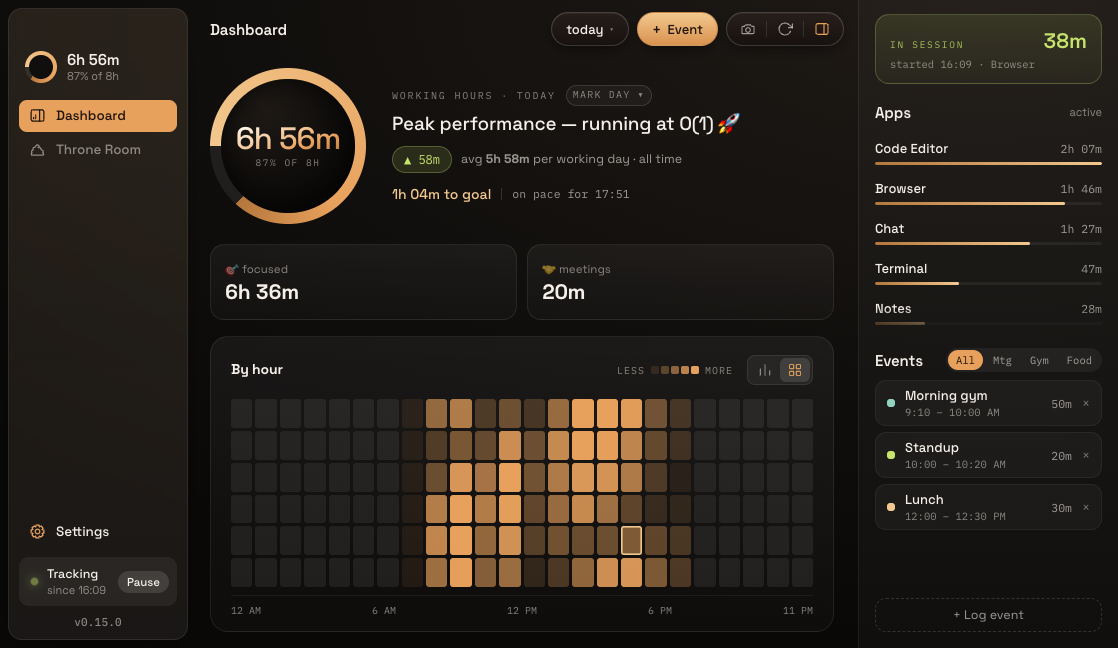 6h 56m
87% of 8h
Dashboard
Throne Room
Settings
Tracking
since 16:09
Pause
v0.15.0
Dashboard
today
+ Event
6h 56m
87% OF 8H
WORKING HOURS · TODAY
MARK DAY ▾
Peak performance — running at O(1) 🚀
▲ 58m
avg 5h 58m per working day · all time
1h 04m to goal
on pace for 17:51
🎯 focused
6h 36m
🤝 meetings
20m
By hour
LESS
MORE
12 AM
6 AM
12 PM
6 PM
11 PM
IN SESSION
38m
started 16:09 · Browser
Apps
active
Code Editor
2h 07m
Browser
1h 46m
Chat
1h 27m
Terminal
47m
Notes
28m
Events
All
Mtg
Gym
Food
Morning gym
9:10 – 10:00 AM
50m ×
Standup
10:00 – 10:20 AM
20m ×
Lunch
12:00 – 12:30 PM
30m ×
+ Log event